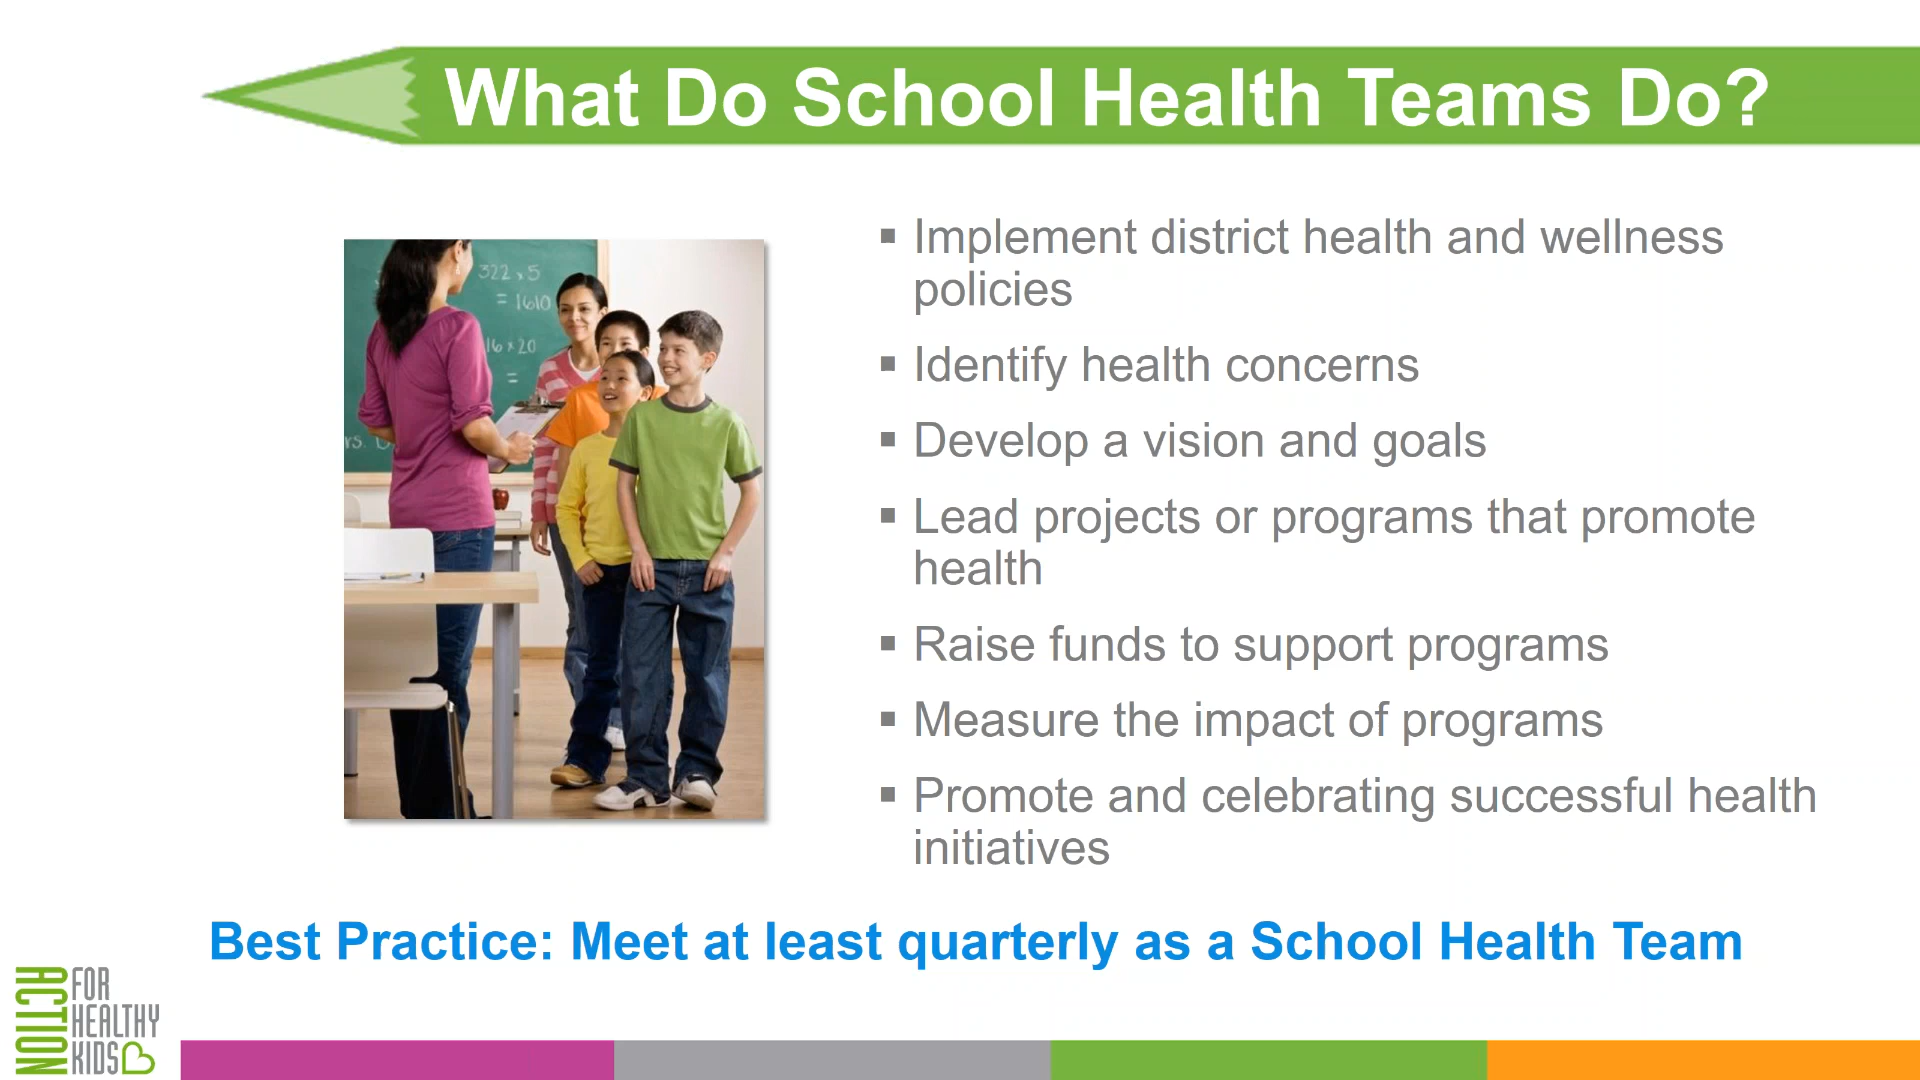 What Do School Health Teams Do?
322 x 5
= 1610
16 x 20
=
▪ Implement district health and wellness
policies
▪ Identify health concerns
▪ Develop a vision and goals
▪ Lead projects or programs that promote
health
▪ Raise funds to support programs
▪ Measure the impact of programs
▪ Promote and celebrating successful health
initiatives
Best Practice: Meet at least quarterly as a School Health Team
ACTION
FOR
HEALTHY
KIDS